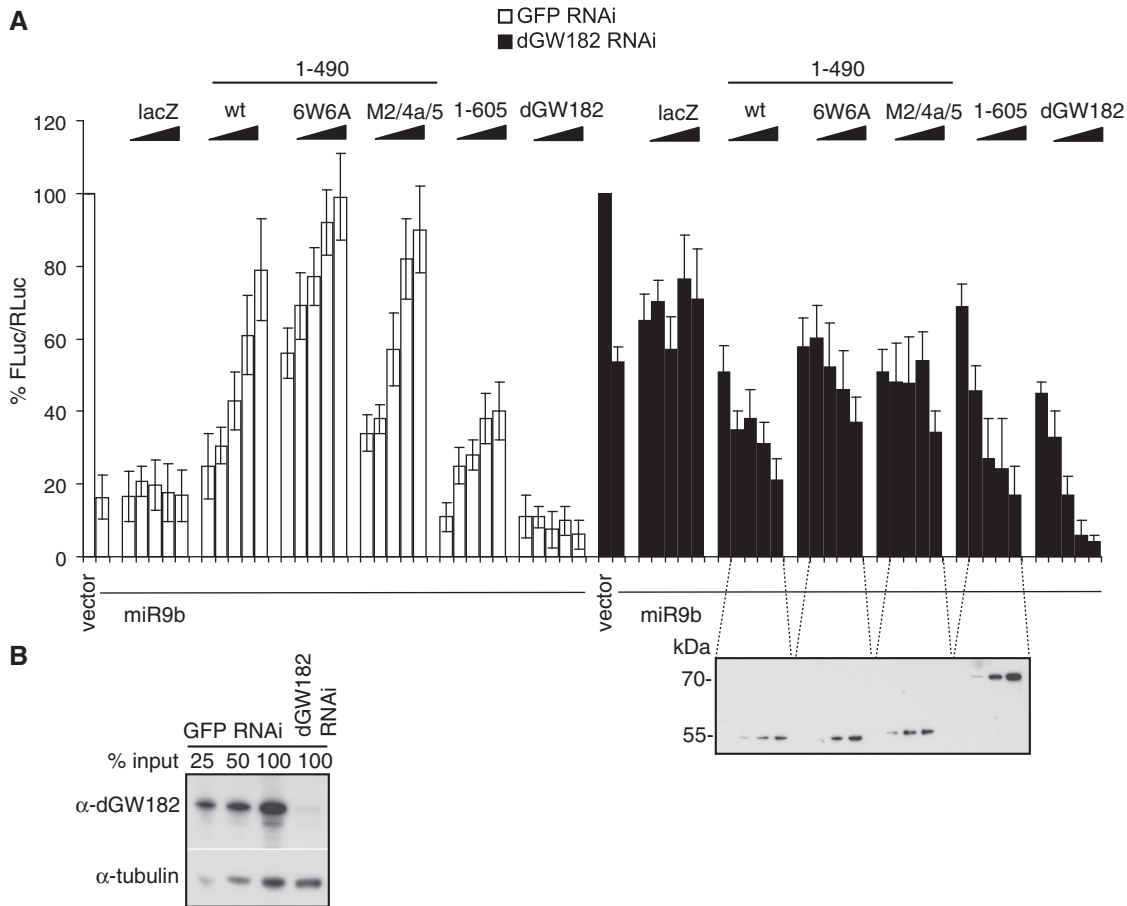 A
GFP RNAi
dGW182 RNAi
1-490
1-490
lacZ
wt
6W6A
M2/4a/5
1-605
dGW182
lacZ
wt
6W6A
M2/4a/5
1-605
dGW182
% FLuc/RLuc
120
100
80
60
40
20
0
vector
miR9b
vector
miR9b
kDa
70-
55-
B
GFP RNAi
dGW182
RNAi
% input
25 50 100 100
α-dGW182
α-tubulin